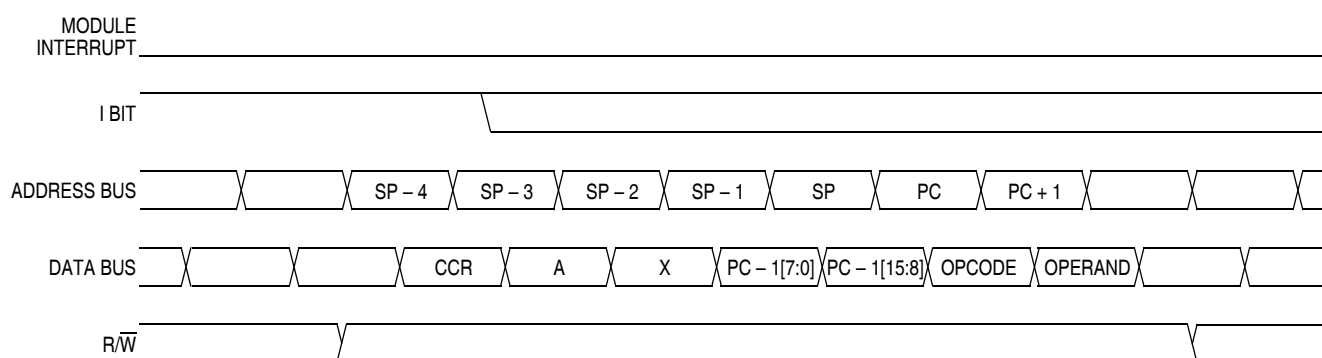 MODULE
INTERRUPT
I BIT
ADDRESS BUS SP – 4 SP – 3 SP – 2 SP – 1 SP PC PC + 1
DATA BUS CCR A X PC – 1[7:0] PC – 1[15:8] OPCODE OPERAND
R/W̅